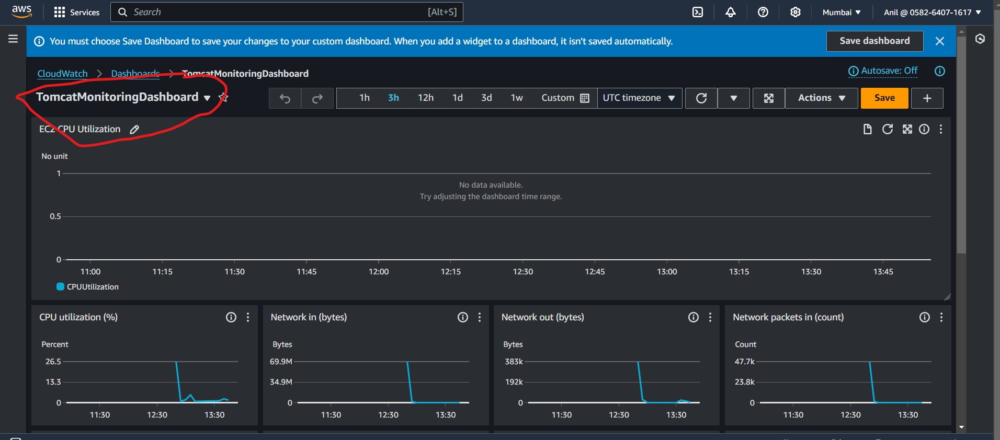 aws Services Search [Alt+S] Mumbai Anil @ 0582-6407-1617
You must choose Save Dashboard to save your changes to your custom dashboard. When you add a widget to a dashboard, it isn't saved automatically. Save dashboard
CloudWatch Dashboards TomcatMonitoringDashboard Autosave: Off
TomcatMonitoringDashboard 1h 3h 12h 1d 3d 1w Custom UTC timezone Actions Save
EC2 CPU Utilization
No unit
1
No data available.
Try adjusting the dashboard time range.
0.5
0
11:00 11:15 11:30 11:45 12:00 12:15 12:30 12:45 13:00 13:15 13:30 13:45
CPUUtilization
CPU utilization (%)
Percent
26.5
13.3
0
11:30 12:30 13:30
Network in (bytes)
Bytes
69.9M
34.9M
0
11:30 12:30 13:30
Network out (bytes)
Bytes
383k
192k
0
11:30 12:30 13:30
Network packets in (count)
Count
47.7k
23.8k
0
11:30 12:30 13:30